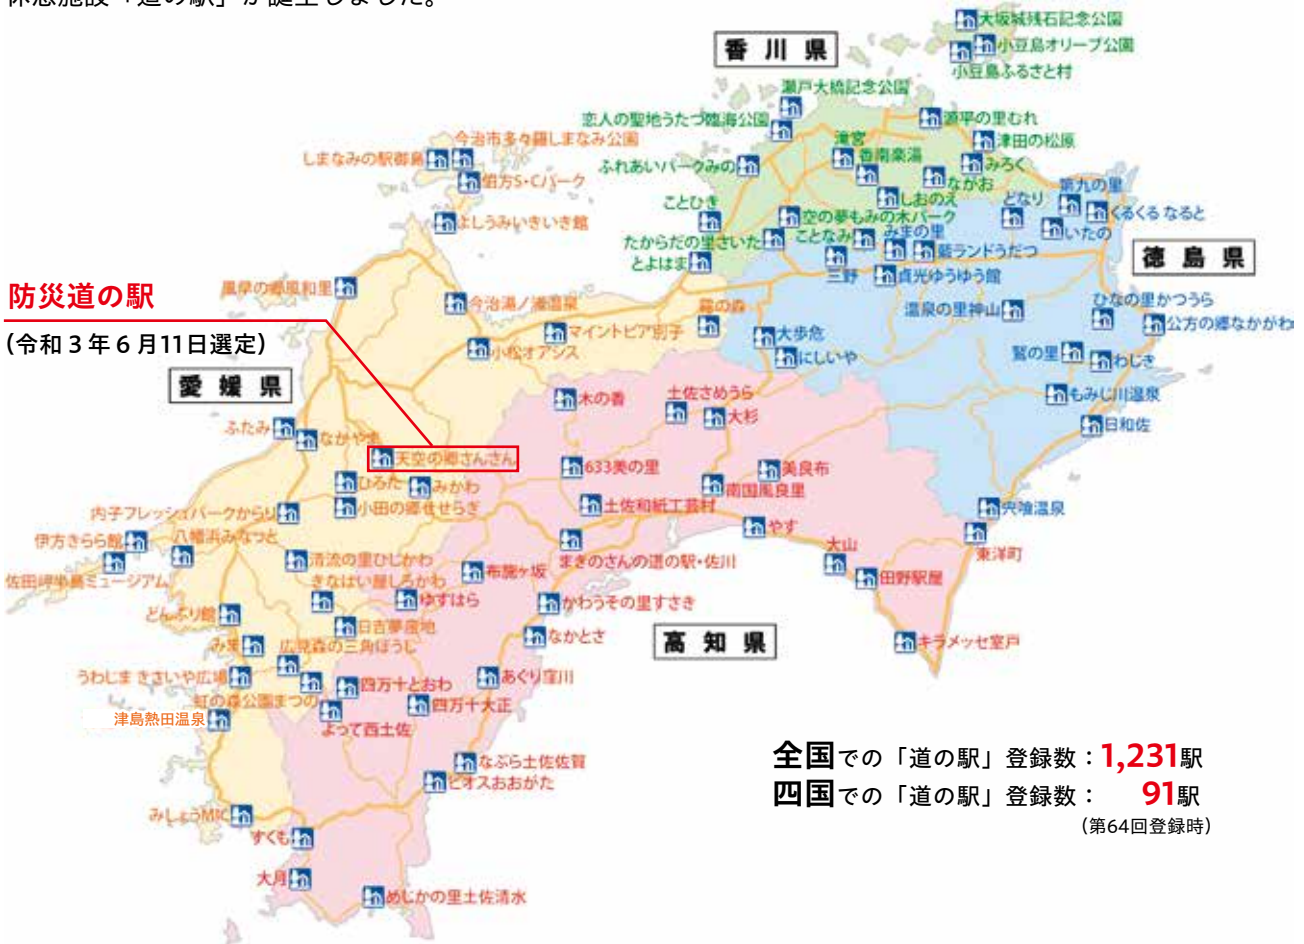 休憩施設「道の駅」が誕生しました。
大坂城残石記念公園
小豆島オリーブ公園
小豆島ふるさと村
香川県
瀬戸大橋記念公園
恋人の聖地うたづ臨海公園
源平の里むれ
津田の松原
滝宮
香南楽湯
みろく
ふれあいパークみの
ながお
しおのえ
ことひき
空の夢もみの木パーク
たからだの里さいた
ことなみ
とよはま
今治市多々羅しまなみ公園
しまなみの駅御島
伯方S・Cパーク
よしうみいきいき館
第九の里
どなり
くるくる なると
いたの
みまの里
藍ランドうだつ
三野
貞光ゆうゆう館
徳島県
温泉の里神山
ひなの里かつうら
公方の郷なかがわ
大歩危
にしいや
鷲の里
わじき
もみじ川温泉
日和佐
宍喰温泉
防災道の駅
(令和３年６月11日選定)
風早の郷風和里
今治湯ノ浦温泉
霧の森
マイントピア別子
小松オアシス
愛媛県
ふたみ
なかやま
天空の郷さんさん
ひろた
みかわ
小田の郷せせらぎ
内子フレッシュパークからり
伊方きらら館
八幡浜みなっと
佐田岬半島ミュージアム
清流の里ひじかわ
きなはい屋しろかわ
どんぶり館
日吉夢産地
みま
広見森の三角ぼうし
うわじま きさいや広場
虹の森公園まつの
津島熱田温泉
みしょうMIC
木の香
土佐さめうら
大杉
633美の里
美良布
南国風良里
土佐和紙工芸村
やす
まきのさんの道の駅・佐川
大山
東洋町
田野駅屋
布施ヶ坂
ゆすはら
かわうその里すさき
なかとさ
高知県
キラメッセ室戸
あぐり窪川
四万十とおわ
四万十大正
よって西土佐
なぶら土佐佐賀
ビオスおおがた
すくも
大月
めじかの里土佐清水
全国での「道の駅」登録数：1,231駅
四国での「道の駅」登録数： 91駅
(第64回登録時)